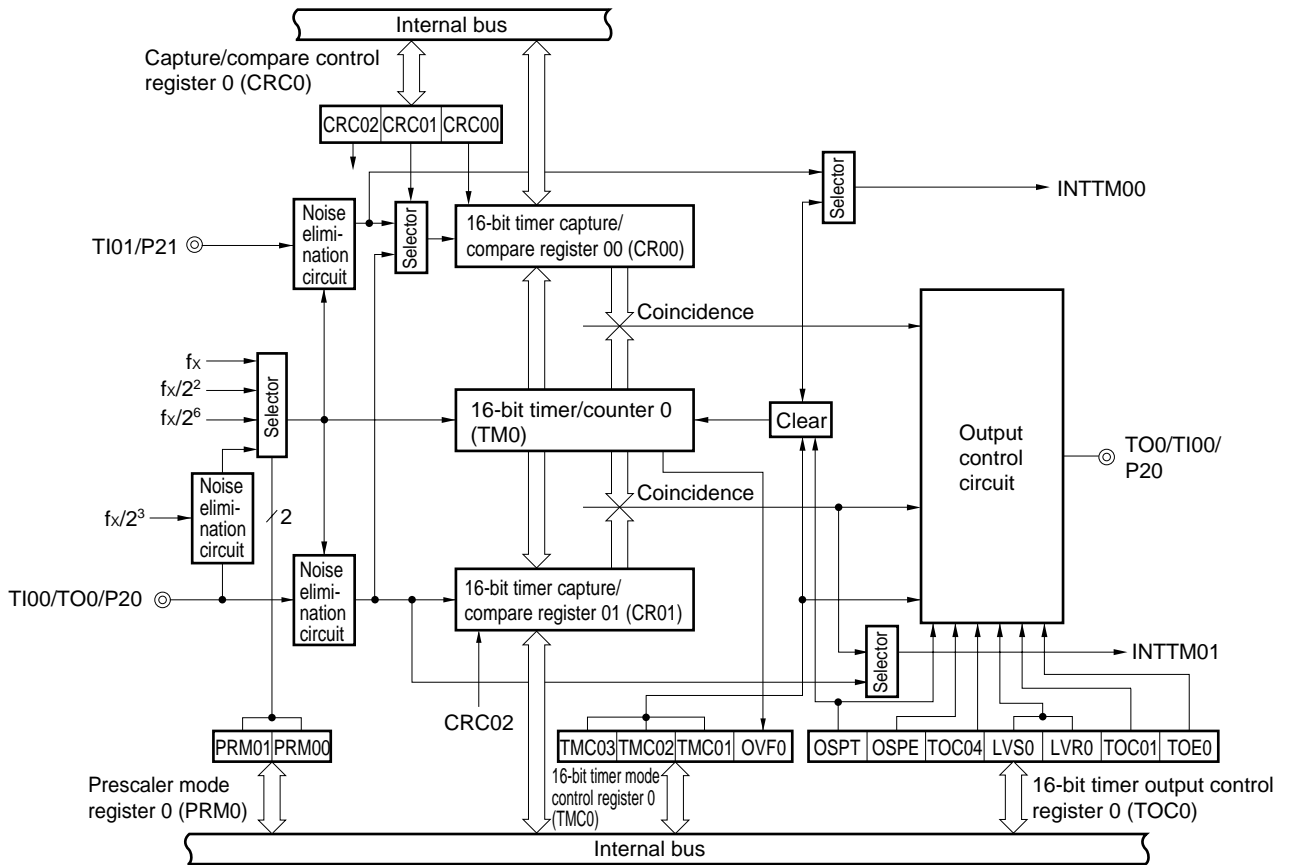 Internal bus
Capture/compare control
register 0 (CRC0)
CRC02 CRC01 CRC00
INTTM00
Selector
TI01/P21
Noise
elimi-
nation
circuit
Selector
16-bit timer capture/
compare register 00 (CR00)
Coincidence
fX
fX/2²
fX/2⁶
Selector
16-bit timer/counter 0
(TM0)
Clear
Output
control
circuit
TO0/TI00/
P20
fX/2³
Noise
elimi-
nation
circuit
2
Coincidence
TI00/TO0/P20
Noise
elimi-
nation
circuit
16-bit timer capture/
compare register 01 (CR01)
Selector
INTTM01
CRC02
PRM01 PRM00
TMC03 TMC02 TMC01 OVF0
OSPT OSPE TOC04 LVS0 LVR0 TOC01 TOE0
Prescaler mode
register 0 (PRM0)
16-bit timer mode
control register 0
(TMC0)
16-bit timer output control
register 0 (TOC0)
Internal bus